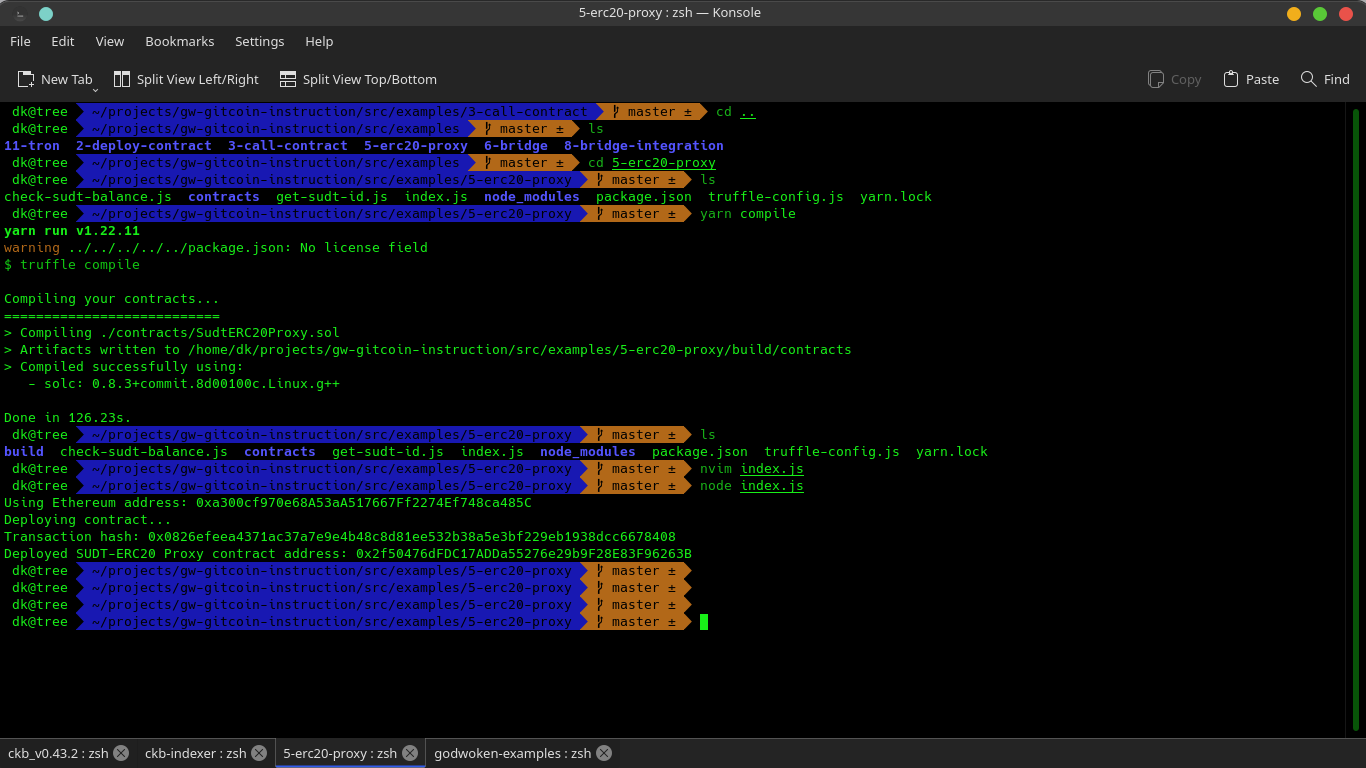 5-erc20-proxy : zsh — Konsole
File Edit View Bookmarks Settings Help
New Tab Split View Left/Right Split View Top/Bottom Copy Paste Find
dk@tree ~/projects/gw-gitcoin-instruction/src/examples/3-call-contract master ± cd ..
dk@tree ~/projects/gw-gitcoin-instruction/src/examples master ± ls
11-tron 2-deploy-contract 3-call-contract 5-erc20-proxy 6-bridge 8-bridge-integration
dk@tree ~/projects/gw-gitcoin-instruction/src/examples master ± cd 5-erc20-proxy
dk@tree ~/projects/gw-gitcoin-instruction/src/examples/5-erc20-proxy master ± ls
check-sudt-balance.js contracts get-sudt-id.js index.js node_modules package.json truffle-config.js yarn.lock
dk@tree ~/projects/gw-gitcoin-instruction/src/examples/5-erc20-proxy master ± yarn compile
yarn run v1.22.11
warning ../../../../../package.json: No license field
$ truffle compile
Compiling your contracts...
===========================
> Compiling ./contracts/SudtERC20Proxy.sol
> Artifacts written to /home/dk/projects/gw-gitcoin-instruction/src/examples/5-erc20-proxy/build/contracts
> Compiled successfully using:
- solc: 0.8.3+commit.8d00100c.Linux.g++
Done in 126.23s.
dk@tree ~/projects/gw-gitcoin-instruction/src/examples/5-erc20-proxy master ± ls
build check-sudt-balance.js contracts get-sudt-id.js index.js node_modules package.json truffle-config.js yarn.lock
dk@tree ~/projects/gw-gitcoin-instruction/src/examples/5-erc20-proxy master ± nvim index.js
dk@tree ~/projects/gw-gitcoin-instruction/src/examples/5-erc20-proxy master ± node index.js
Using Ethereum address: 0xa300cf970e68A53aA517667Ff2274Ef748ca485C
Deploying contract...
Transaction hash: 0x0826efeea4371ac37a7e9e4b48c8d81ee532b38a5e3bf229eb1938dcc6678408
Deployed SUDT-ERC20 Proxy contract address: 0x2f50476dFDC17ADDa55276e29b9F28E83F96263B
dk@tree ~/projects/gw-gitcoin-instruction/src/examples/5-erc20-proxy master ±
dk@tree ~/projects/gw-gitcoin-instruction/src/examples/5-erc20-proxy master ±
dk@tree ~/projects/gw-gitcoin-instruction/src/examples/5-erc20-proxy master ±
dk@tree ~/projects/gw-gitcoin-instruction/src/examples/5-erc20-proxy master ±
ckb_v0.43.2 : zsh ckb-indexer : zsh 5-erc20-proxy : zsh godwoken-examples : zsh